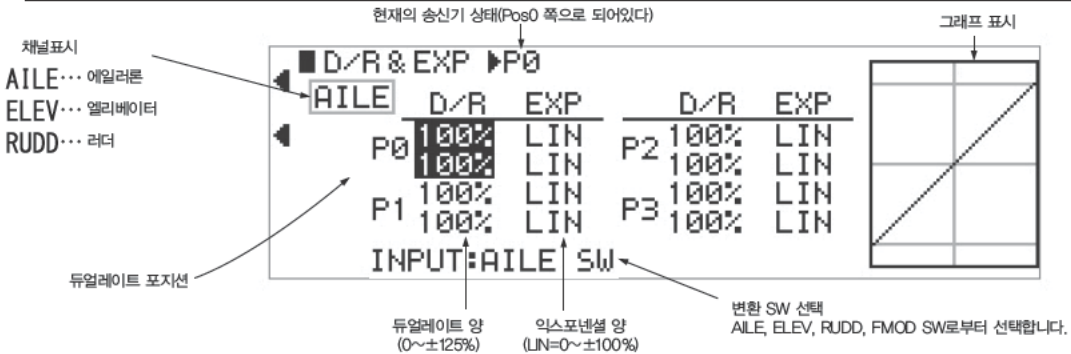 현재의 송신기 상태(Pos0 쪽으로 되어있다)
그래프 표시
채널표시
AILE··· 에일러론
ELEV··· 엘리베이터
RUDD··· 러더
■D/R & EXP ▶P0
AILE D/R EXP D/R EXP
P0 100% LIN P2 100% LIN
100% LIN 100% LIN
P1 100% LIN P3 100% LIN
100% LIN 100% LIN
INPUT:AILE SW
듀얼레이트 포지션
듀얼레이트 양
(0~±125%)
익스포넨셜 양
(LIN=0~±100%)
변환 SW 선택
AILE, ELEV, RUDD, FMOD SW로부터 선택합니다.